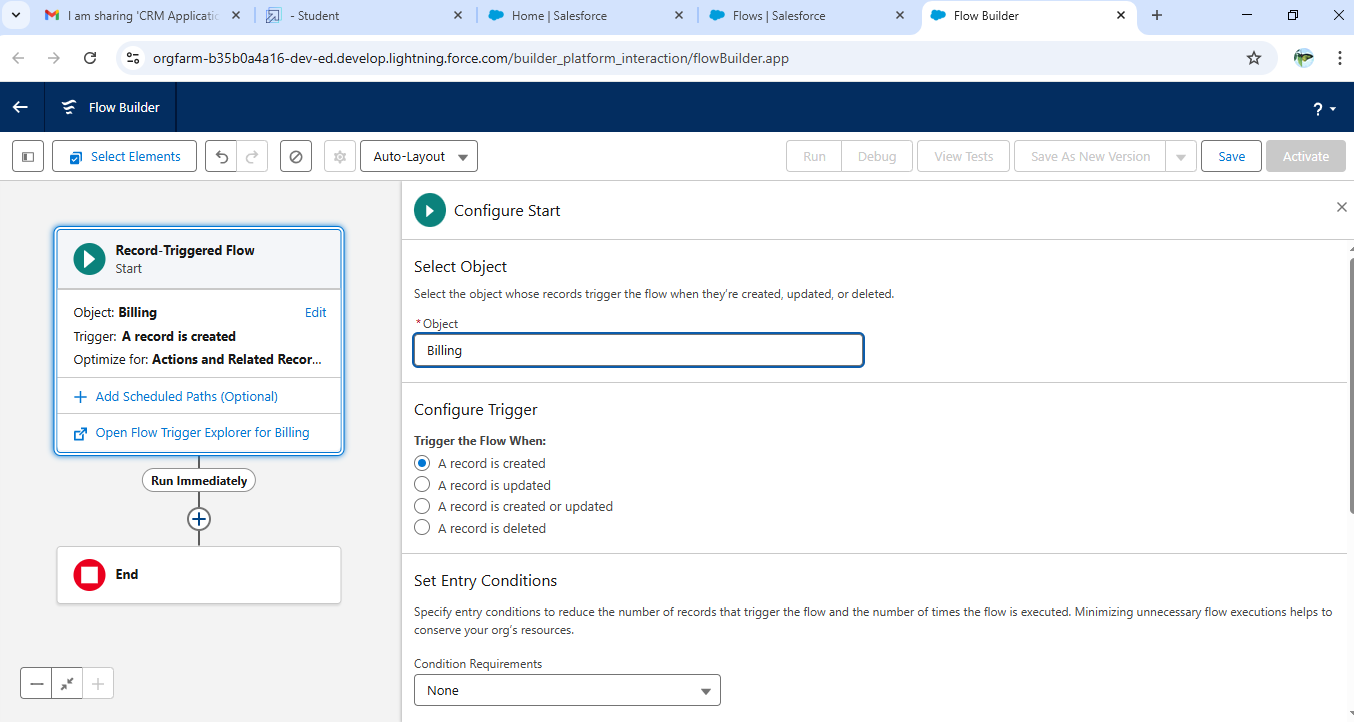 I am sharing 'CRM Applicatio
- Student
Home | Salesforce
Flows | Salesforce
Flow Builder
orgfarm-b35b0a4a16-dev-ed.develop.lightning.force.com/builder_platform_interaction/flowBuilder.app
Flow Builder
?
Select Elements
Auto-Layout
Run
Debug
View Tests
Save As New Version
Save
Activate
Record-Triggered Flow
Start
Object: Billing
Edit
Trigger: A record is created
Optimize for: Actions and Related Recor...
Add Scheduled Paths (Optional)
Open Flow Trigger Explorer for Billing
Run Immediately
End
Configure Start
Select Object
Select the object whose records trigger the flow when they're created, updated, or deleted.
* Object
Billing
Configure Trigger
Trigger the Flow When:
A record is created
A record is updated
A record is created or updated
A record is deleted
Set Entry Conditions
Specify entry conditions to reduce the number of records that trigger the flow and the number of times the flow is executed. Minimizing unnecessary flow executions helps to
conserve your org's resources.
Condition Requirements
None